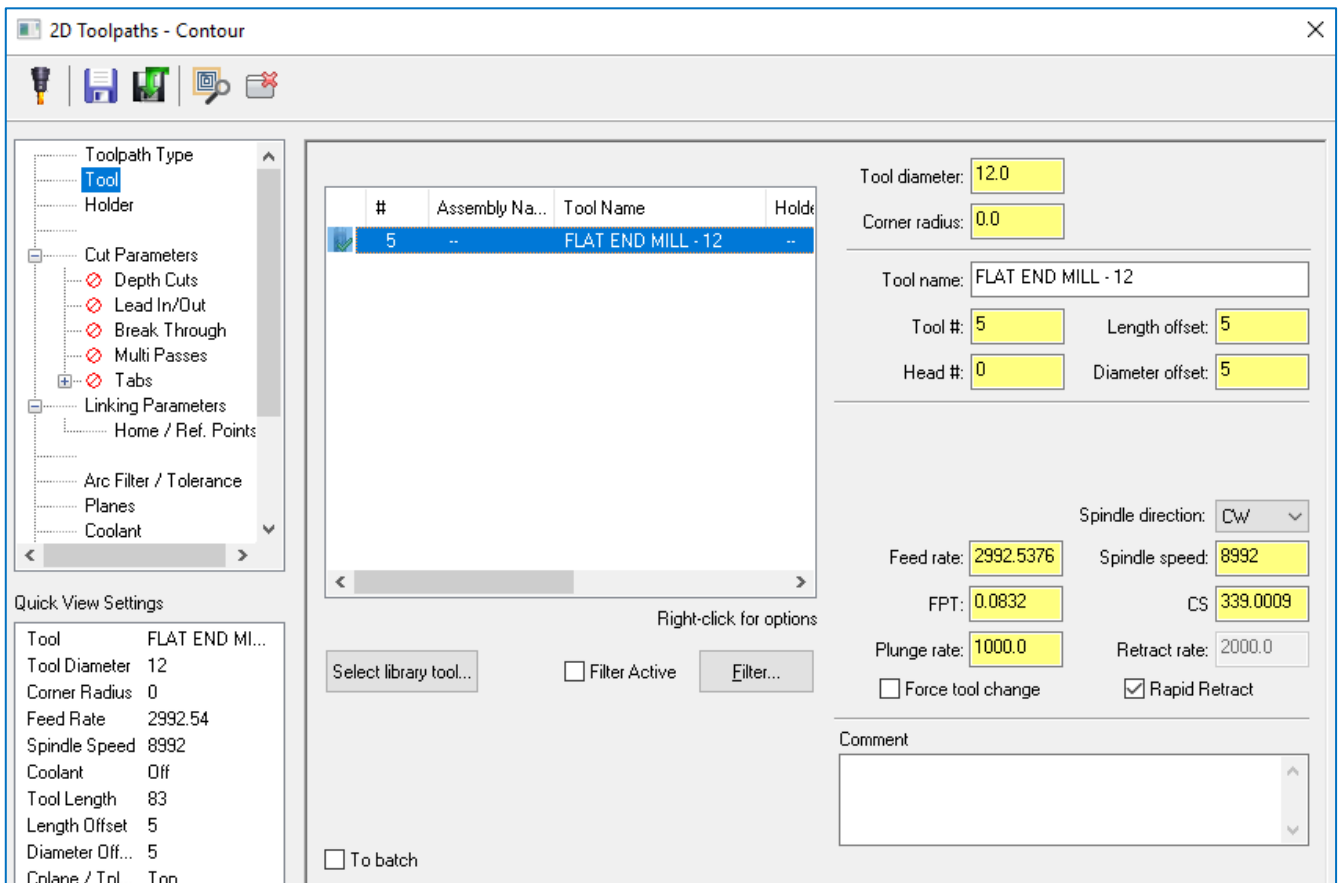 2D Toolpaths - Contour
Toolpath Type
Tool
Holder
Cut Parameters
Depth Cuts
Lead In/Out
Break Through
Multi Passes
Tabs
Linking Parameters
Home / Ref. Points
Arc Filter / Tolerance
Planes
Coolant
Quick View Settings
Tool FLAT END MI...
Tool Diameter 12
Corner Radius 0
Feed Rate 2992.54
Spindle Speed 8992
Coolant Off
Tool Length 83
Length Offset 5
Diameter Off... 5
Cplane / Tpl... Top
# Assembly Na... Tool Name Holde
5 -- FLAT END MILL - 12 --
Right-click for options
Select library tool... Filter Active Filter...
To batch
Tool diameter: 12.0
Corner radius: 0.0
Tool name: FLAT END MILL - 12
Tool #: 5 Length offset: 5
Head #: 0 Diameter offset: 5
Spindle direction: CW
Feed rate: 2992.5376 Spindle speed: 8992
FPT: 0.0832 CS 339.0009
Plunge rate: 1000.0 Retract rate: 2000.0
Force tool change Rapid Retract
Comment